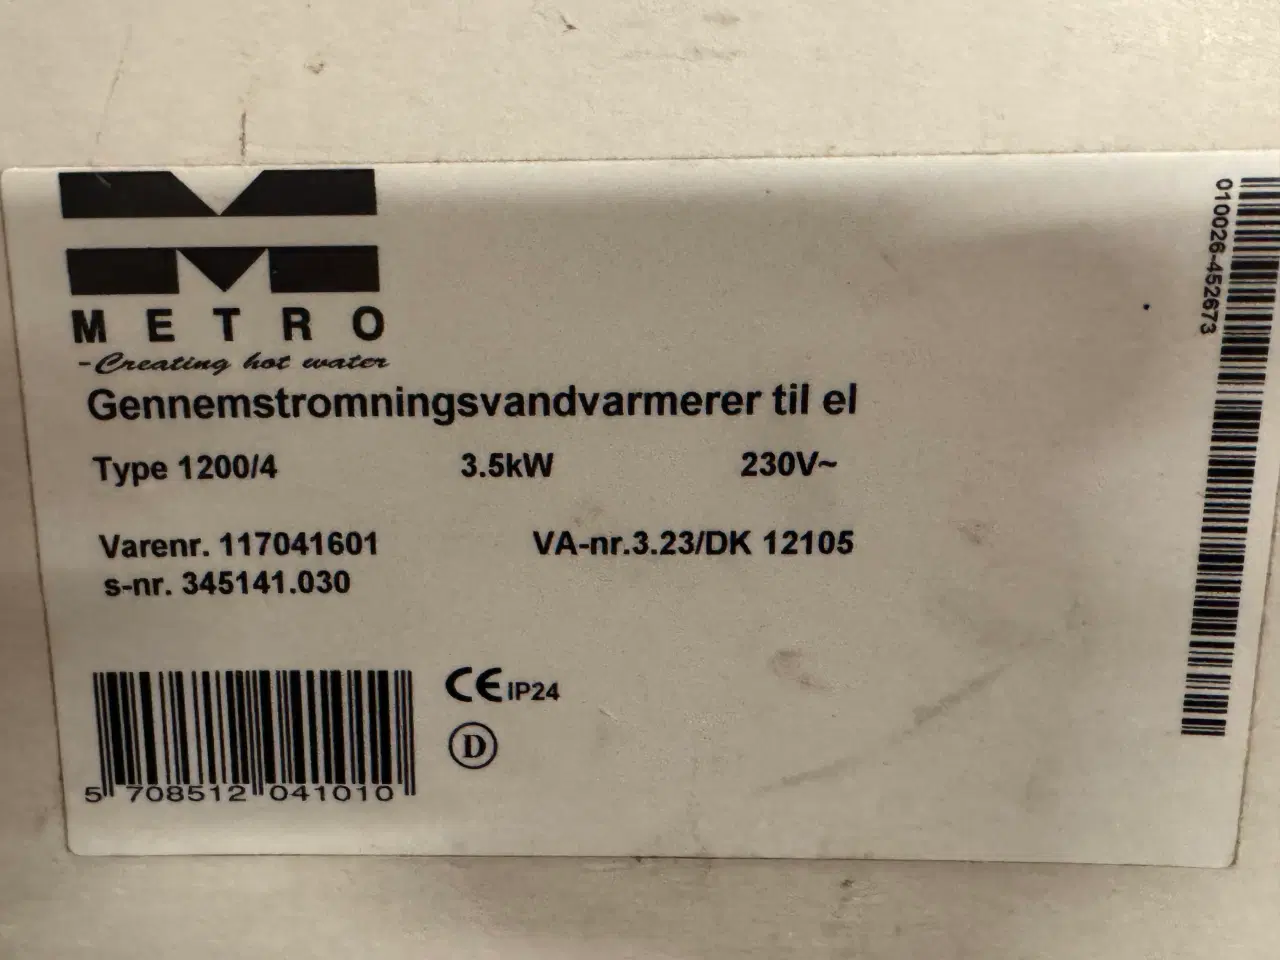 METRO
-Creating hot water
Gennemstromningsvandvarmerer til el
Type 1200/4 3.5kW 230V~
Varenr. 117041601 VA-nr.3.23/DK 12105
s-nr. 345141.030
CE IP24
D
5 708512 041010
010026-452673